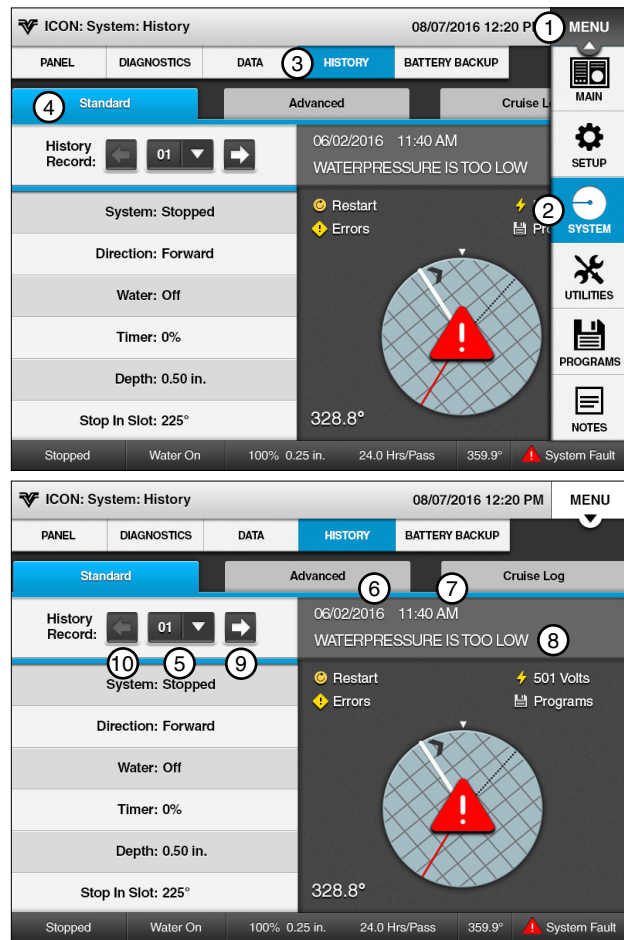 ICON: System: History 08/07/2016 12:20 P 1 MENU
PANEL DIAGNOSTICS DATA 3 HISTORY BATTERY BACKUP
MAIN
4 Standard Advanced Cruise L
History
Record: 01
06/02/2016 11:40 AM
WATERPRESSURE IS TOO LOW
SETUP
System: Stopped
Restart
2 SYSTEM
Errors Pro
Direction: Forward
Water: Off
UTILITIES
Timer: 0%
PROGRAMS
Depth: 0.50 in.
Stop In Slot: 225°
328.8°
NOTES
Stopped Water On 100% 0.25 in. 24.0 Hrs/Pass 359.9° System Fault
ICON: System: History 08/07/2016 12:20 PM MENU
PANEL DIAGNOSTICS DATA HISTORY BATTERY BACKUP
Standard Advanced Cruise Log
6 7
History
Record: 01
06/02/2016 11:40 AM
WATERPRESSURE IS TOO LOW 8
10 5 9
System: Stopped
Restart 501 Volts
Errors Programs
Direction: Forward
Water: Off
Timer: 0%
Depth: 0.50 in.
Stop In Slot: 225°
328.8°
Stopped Water On 100% 0.25 in. 24.0 Hrs/Pass 359.9° System Fault